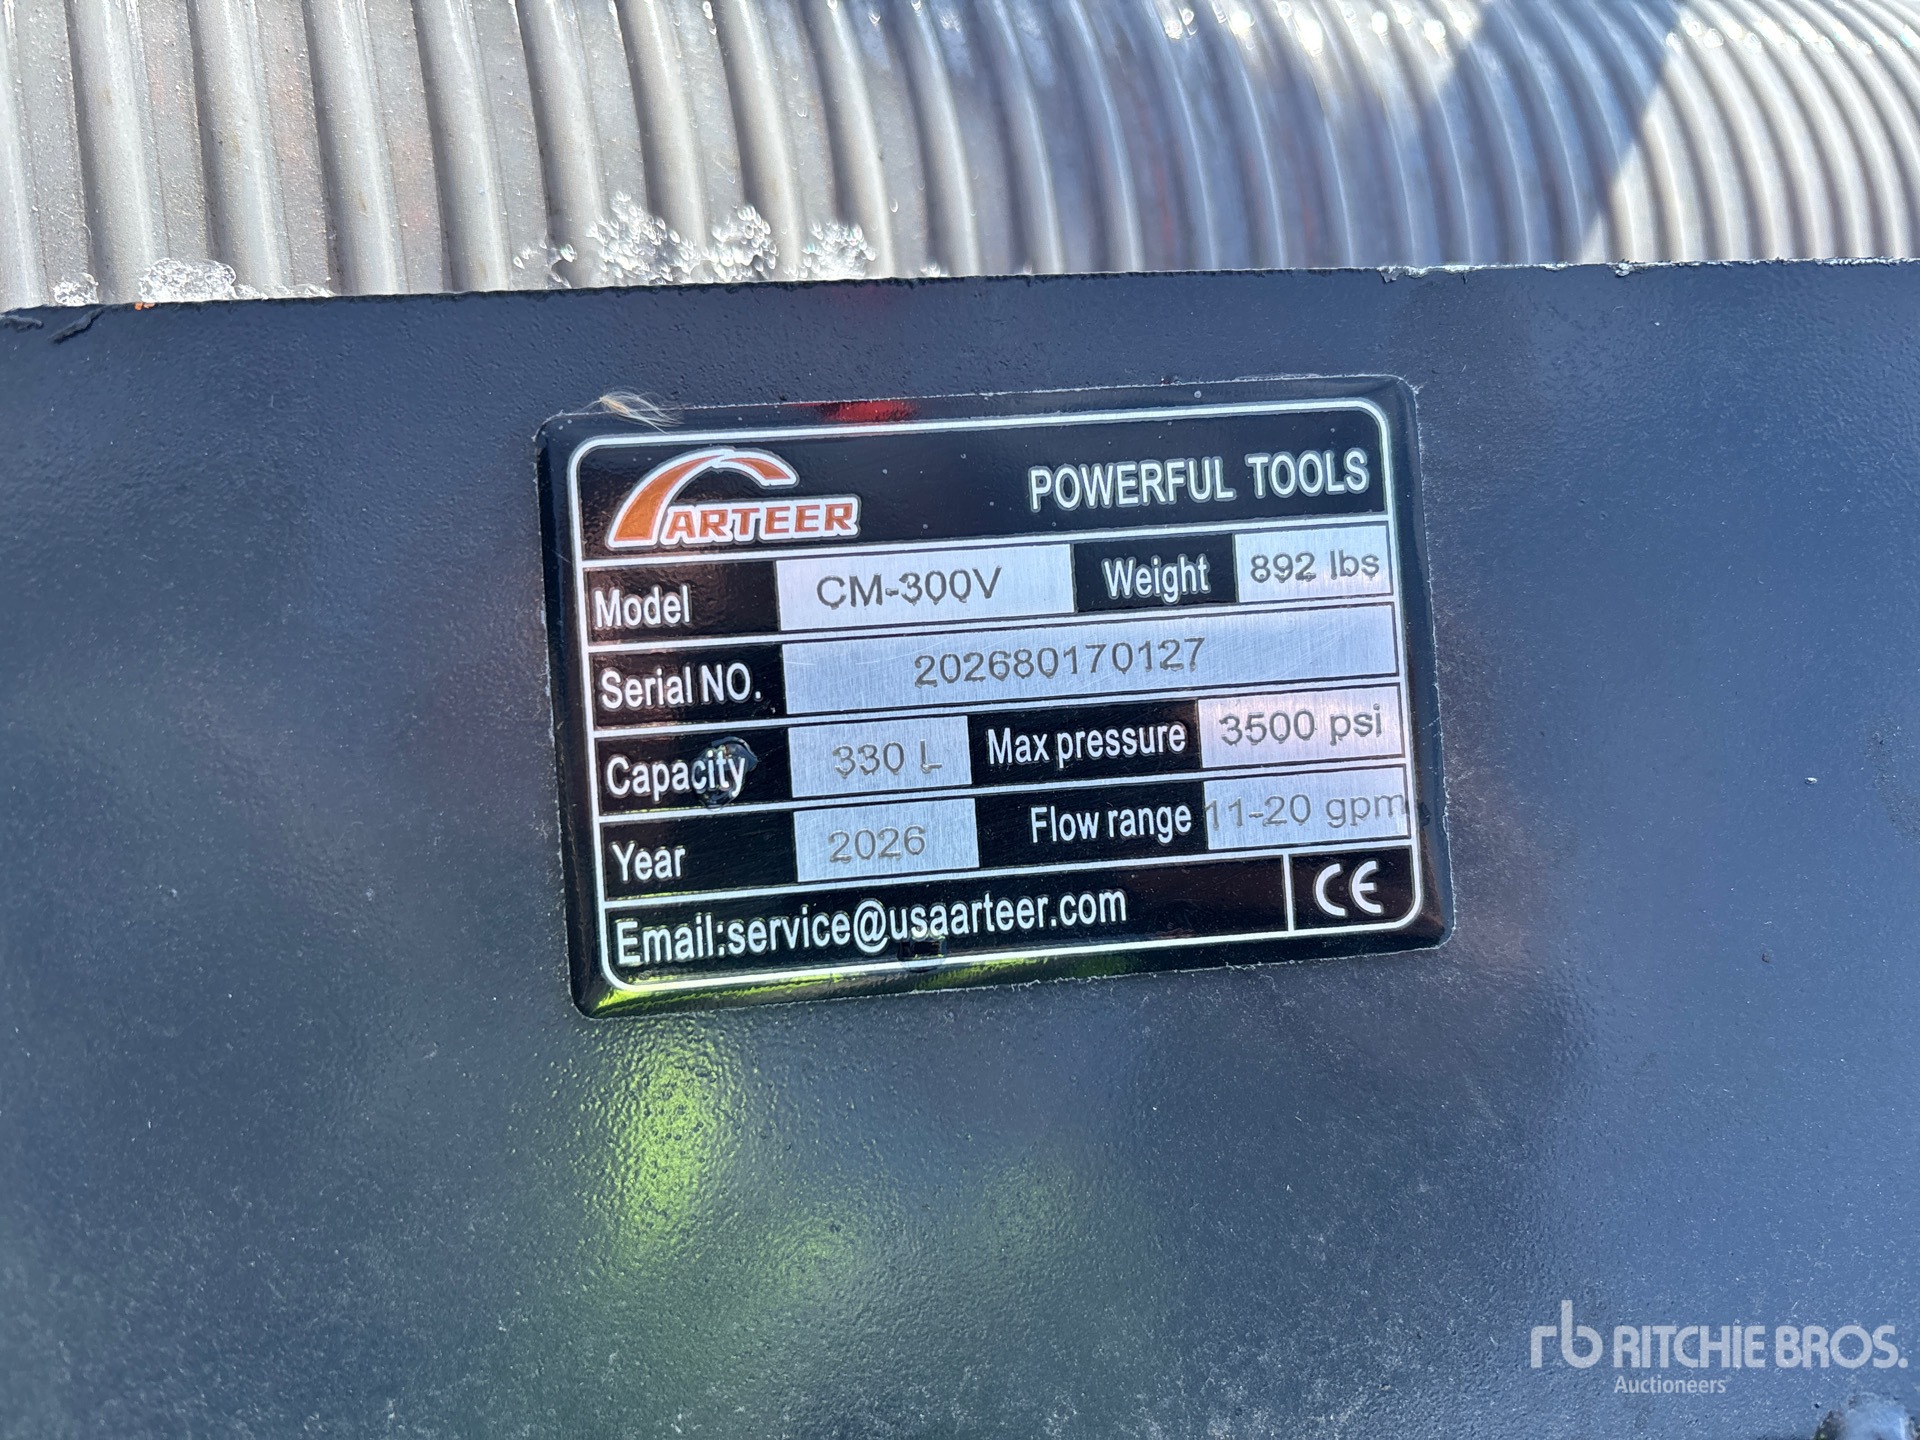 ARTEER POWERFUL TOOLS
Model CM-300V Weight 892 lbs
Serial NO. 202680170127
Capacity 330 L Max pressure 3500 psi
Year 2026 Flow range 11-20 gpm
Email:service@usaarteer.com CE
rb RITCHIE BROS.
Auctioneers